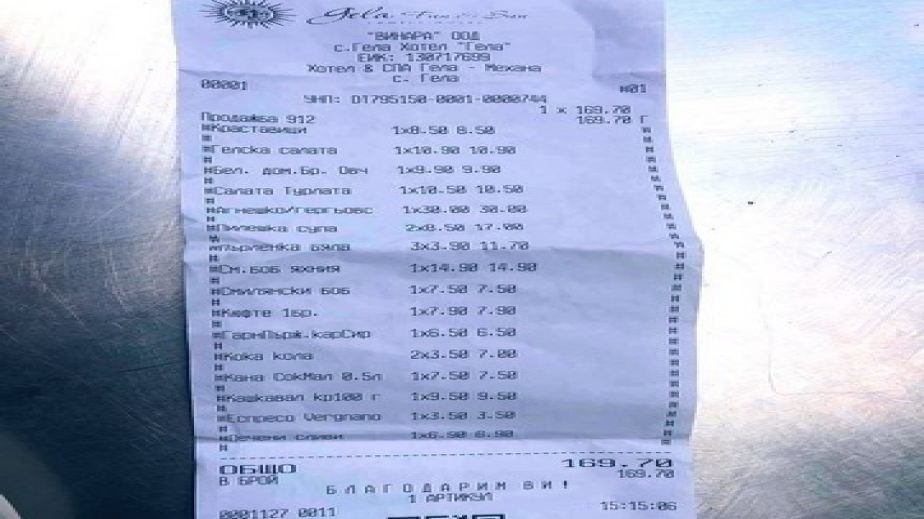 Gela Fun & Sun
"ВИНАРА" ООД
с.Гела Хотел "Гела"
ЕИК: 130717699
Хотел & СПА Гела - Механа
с. Гела
00001 #01
УНП: DT795150-0001-0000744
1 x 169.70
Продажба 912 169.70 Г
#Краставици 1x8.50 8.50 #
#Гелска салата 1x10.90 10.90 #
#Бел. дом.Бр. Овч 1x9.90 9.90 #
#Салата Турлата 1x10.50 10.50 #
#Агнешко/гергьовс 1x30.00 30.00 #
#Пилешка супа 2x8.50 17.00 #
#Пърленка бяла 3x3.90 11.70 #
#См.боб яхния 1x14.90 14.90 #
#Смилянски боб 1x7.50 7.50 #
#Кюфте 1бр. 1x7.90 7.90 #
#ГарнПърж.карСир 1x6.50 6.50 #
#Кока кола 2x3.50 7.00 #
#Кана СокМал 0.5л 1x7.50 7.50 #
#Кашкавал кр100 г 1x9.50 9.50 #
#Еспресо Vergnano 1x3.50 3.50 #
#Печени сливи 1x6.90 6.90 #
ОБЩО 169.70
В БРОЙ 169.70
БЛАГОДАРИМ ВИ!
1 АРТИКУЛ
0001127 0011 15:15:06